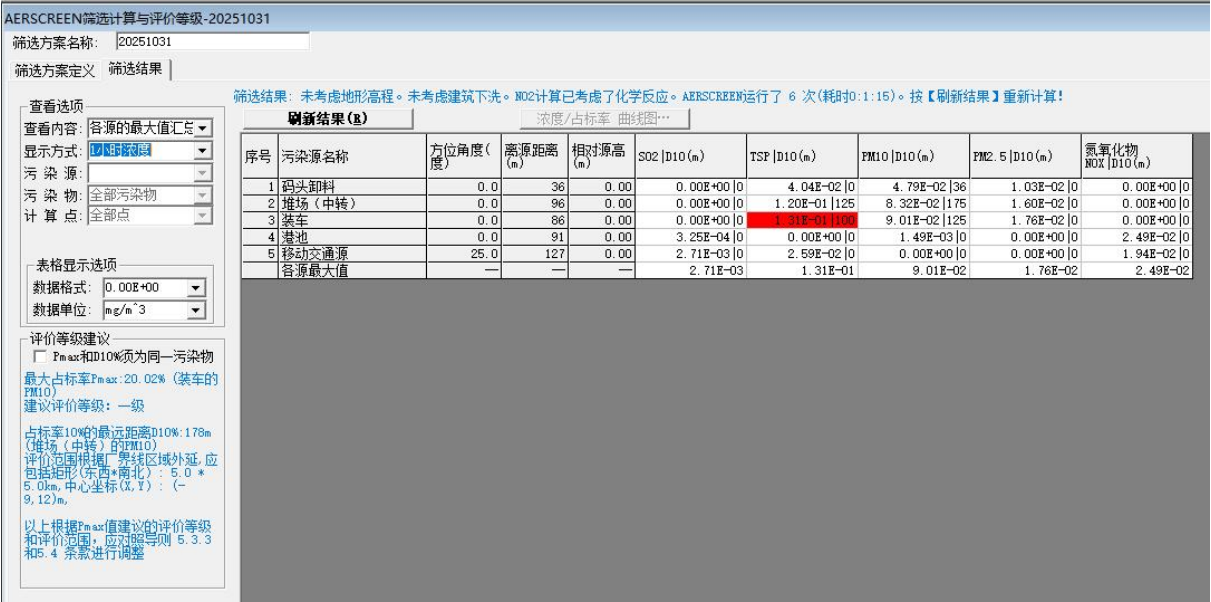 AERSCREEN筛选计算与评价等级-20251031
筛选方案名称: 20251031
筛选方案定义 筛选结果
筛选结果: 未考虑地形高程。未考虑建筑下洗。NO2计算已考虑了化学反应。AERSCREEN运行了 6 次(耗时0:1:15)。按【刷新结果】重新计算!
查看选项
查看内容: 各源的最大值汇总
显示方式: 1小时浓度
污 染 源:
污 染 物: 全部污染物
计 算 点: 全部点
刷新结果(R) 浓度/占标率 曲线图…
序号 污染源名称 方位角度(度) 离源距离(m) 相对源高(m) SO2|D10(m) TSP|D10(m) PM10|D10(m) PM2.5|D10(m) 氮氧化物NOX|D10(m)
1 码头卸料 0.0 36 0.00 0.00E+00|0 4.04E-02|0 4.79E-02|36 1.03E-02|0 0.00E+00|0
2 堆场（中转） 0.0 96 0.00 0.00E+00|0 1.20E-01|125 8.32E-02|175 1.60E-02|0 0.00E+00|0
3 装车 0.0 86 0.00 0.00E+00|0 1.31E-01|100 9.01E-02|125 1.76E-02|0 0.00E+00|0
4 港池 0.0 91 0.00 3.25E-04|0 0.00E+00|0 1.49E-03|0 0.00E+00|0 2.49E-02|0
5 移动交通源 25.0 127 0.00 2.71E-03|0 2.59E-02|0 0.00E+00|0 0.00E+00|0 1.94E-02|0
各源最大值 — — — 2.71E-03 1.31E-01 9.01E-02 1.76E-02 2.49E-02
表格显示选项
数据格式: 0.00E+00
数据单位: mg/m^3
评价等级建议
Pmax和D10%须为同一污染物
最大占标率Pmax:20.02% (装车的
PM10)
建议评价等级: 一级
占标率10%的最远距离D10%:178m
(堆场（中转）的PM10)
评价范围根据厂界线区域外延,应
包括矩形(东西*南北): 5.0 *
5.0km,中心坐标(X,Y): (-
9,12)m,
以上根据Pmax值建议的评价等级
和评价范围,应对照导则 5.3.3
和5.4 条款进行调整